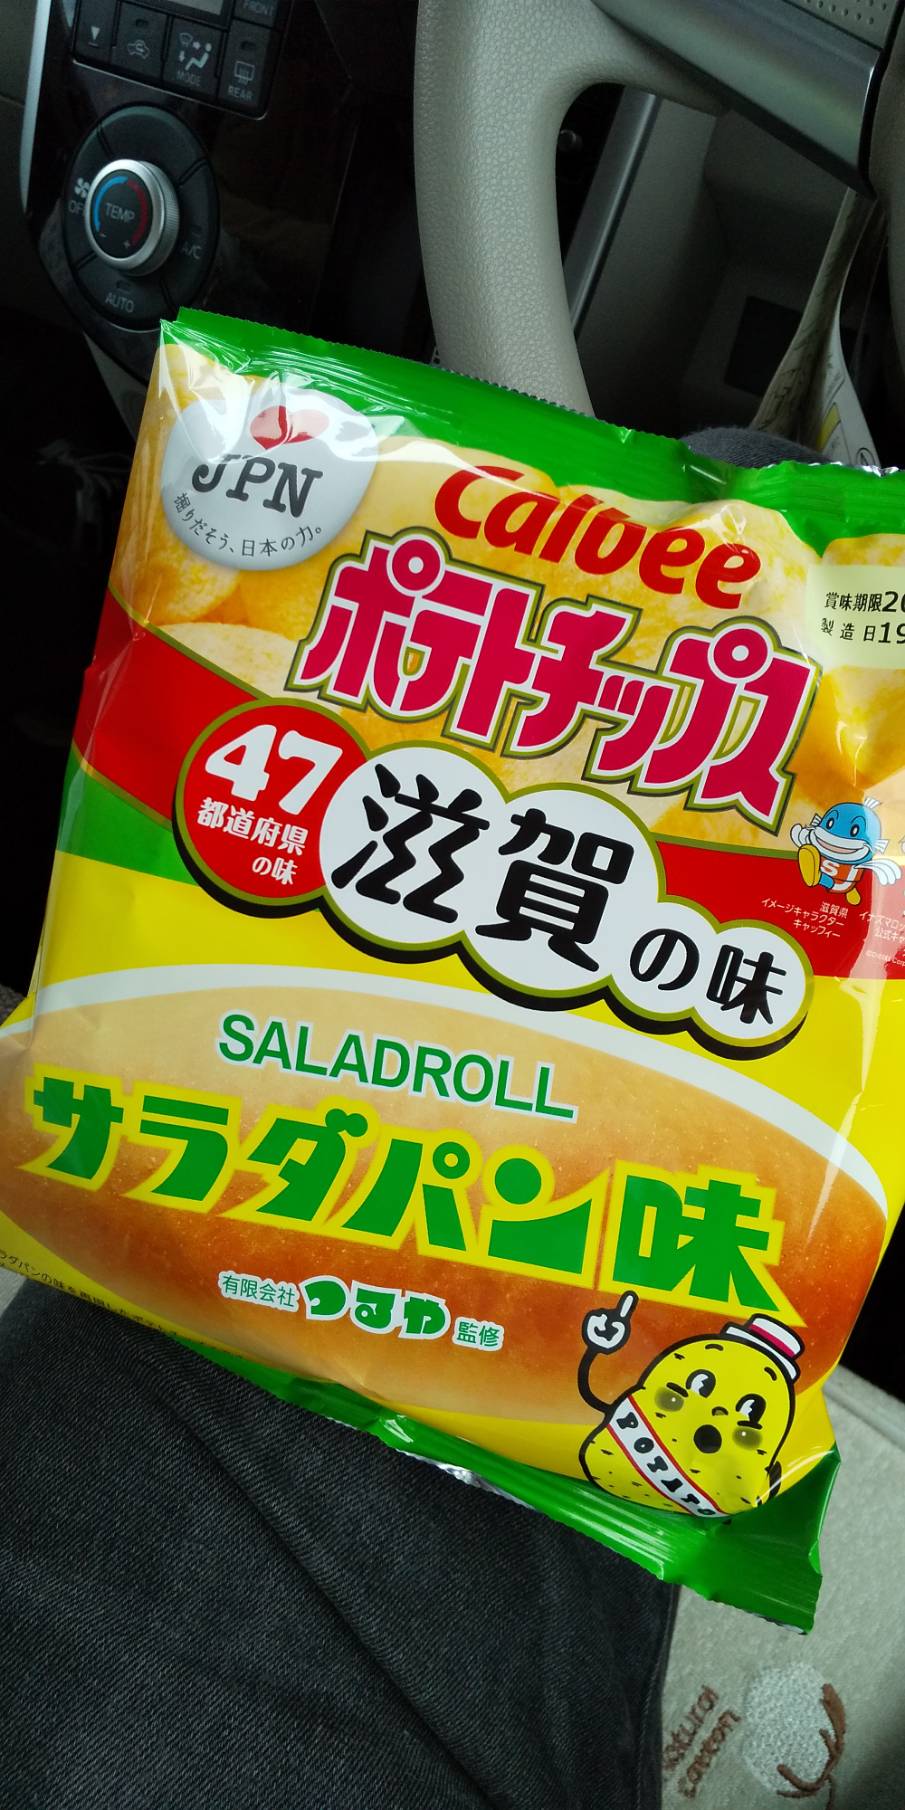 FRONT
MODE
REAR
OFF
TEMP
A/C
AUTO
JPN
掘りだそう、日本の力。
Calbee
ポテトチップス
賞味期限20
製造日19
47
都道府県
の味
滋賀の味
滋賀県
イメージキャラクター
キャッフィー
SALADROLL
サラダパン味
有限会社つるや監修
POTATO
cotton